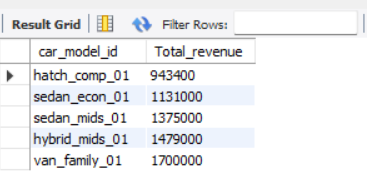 Result Grid Filter Rows:
car_model_id Total_revenue
hatch_comp_01 943400
sedan_econ_01 1131000
sedan_mids_01 1375000
hybrid_mids_01 1479000
van_family_01 1700000